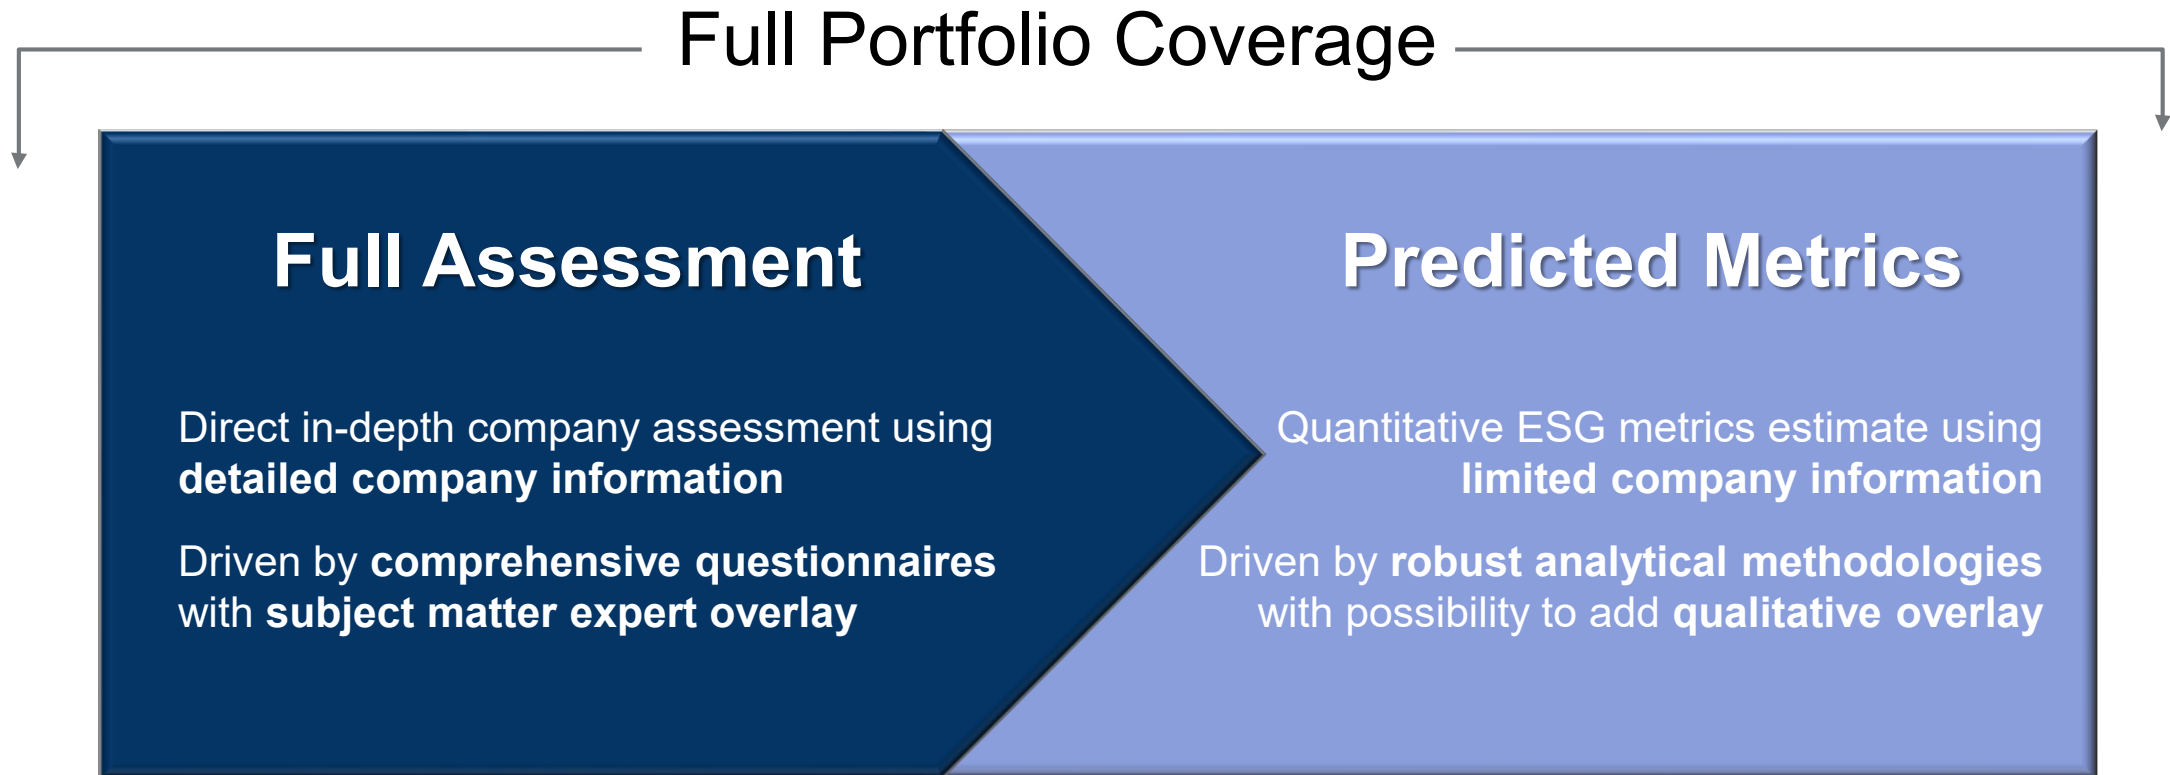 Full Portfolio Coverage
Full Assessment
Direct in-depth company assessment using
detailed company information
Driven by comprehensive questionnaires
with subject matter expert overlay
Predicted Metrics
Quantitative ESG metrics estimate using
limited company information
Driven by robust analytical methodologies
with possibility to add qualitative overlay